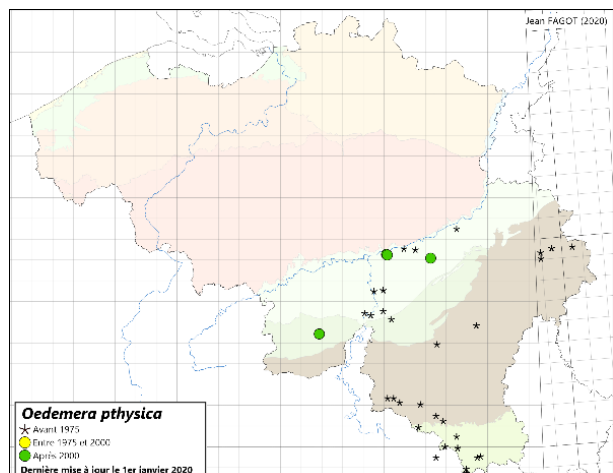 Jean FAGOT (2020)
Oedemera pthysica
Avant 1975
Entre 1975 et 2000
Après 2000
Dernière mise à jour le 1er janvier 2020